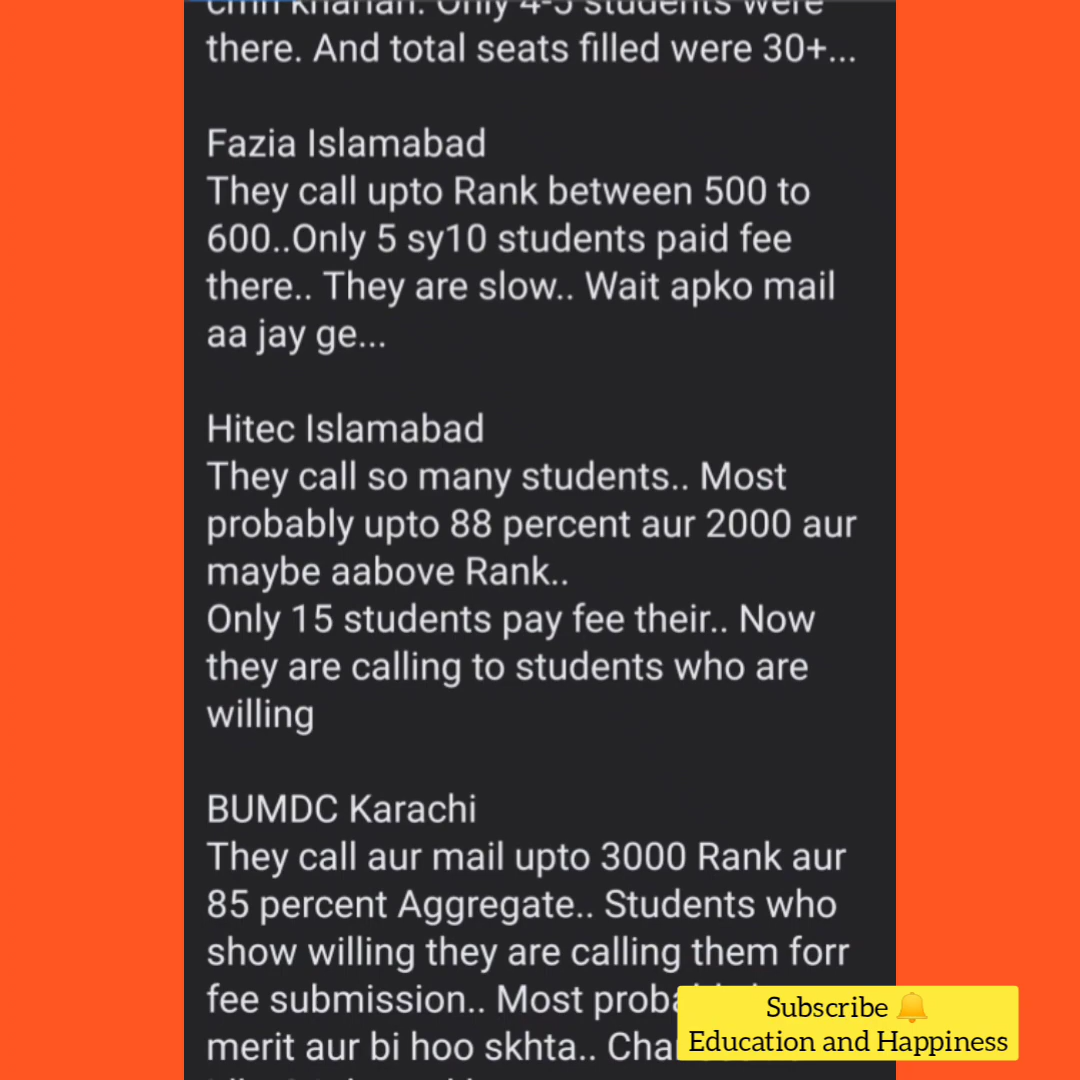 Only 4-5 students were
there. And total seats filled were 30+...
Fazia Islamabad
They call upto Rank between 500 to
600..Only 5 sy10 students paid fee
there.. They are slow.. Wait apko mail
aa jay ge...
Hitec Islamabad
They call so many students.. Most
probably upto 88 percent aur 2000 aur
maybe aabove Rank..
Only 15 students pay fee their.. Now
they are calling to students who are
willing
BUMDC Karachi
They call aur mail upto 3000 Rank aur
85 percent Aggregate.. Students who
show willing they are calling them forr
fee submission.. Most
merit aur bi hoo skhta..
Subscribe 🔔
Education and Happiness